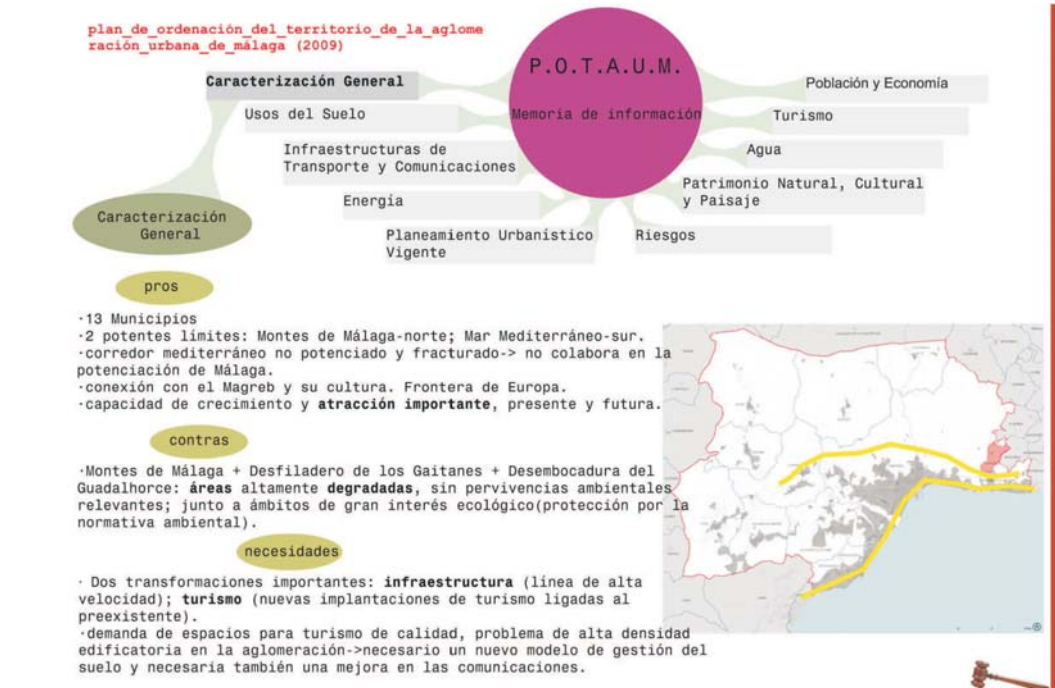 plan_de_ordenación_del_territorio_de_la_aglome
ración_urbana_de_málaga (2009)
P.O.T.A.U.M.
Memoria de información
Caracterización General
Usos del Suelo
Infraestructuras de
Transporte y Comunicaciones
Energía
Planeamiento Urbanístico
Vigente
Población y Economía
Turismo
Agua
Patrimonio Natural, Cultural
y Paisaje
Riesgos
Caracterización
General
pros
·13 Municipios
·2 potentes límites: Montes de Málaga-norte; Mar Mediterráneo-sur.
·corredor mediterráneo no potenciado y fracturado-> no colabora en la
potenciación de Málaga.
·conexión con el Magreb y su cultura. Frontera de Europa.
·capacidad de crecimiento y atracción importante, presente y futura.
contras
·Montes de Málaga + Desfiladero de los Gaitanes + Desembocadura del
Guadalhorce: áreas altamente degradadas, sin pervivencias ambientales
relevantes; junto a ámbitos de gran interés ecológico(protección por la
normativa ambiental).
necesidades
· Dos transformaciones importantes: infraestructura (línea de alta
velocidad); turismo (nuevas implantaciones de turismo ligadas al
preexistente).
·demanda de espacios para turismo de calidad, problema de alta densidad
edificatoria en la aglomeración->necesario un nuevo modelo de gestión del
suelo y necesaria también una mejora en las comunicaciones.